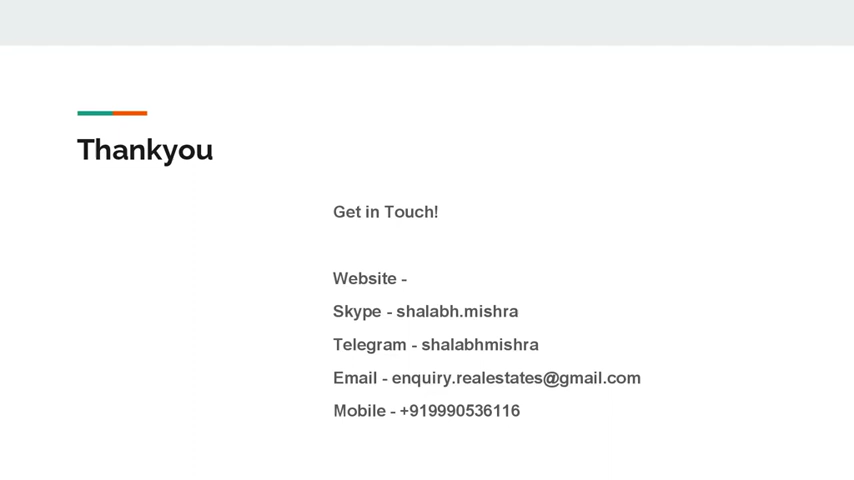 Thankyou
Get in Touch!
Website -
Skype - shalabh.mishra
Telegram - shalabhmishra
Email - enquiry.realestates@gmail.com
Mobile - +919990536116